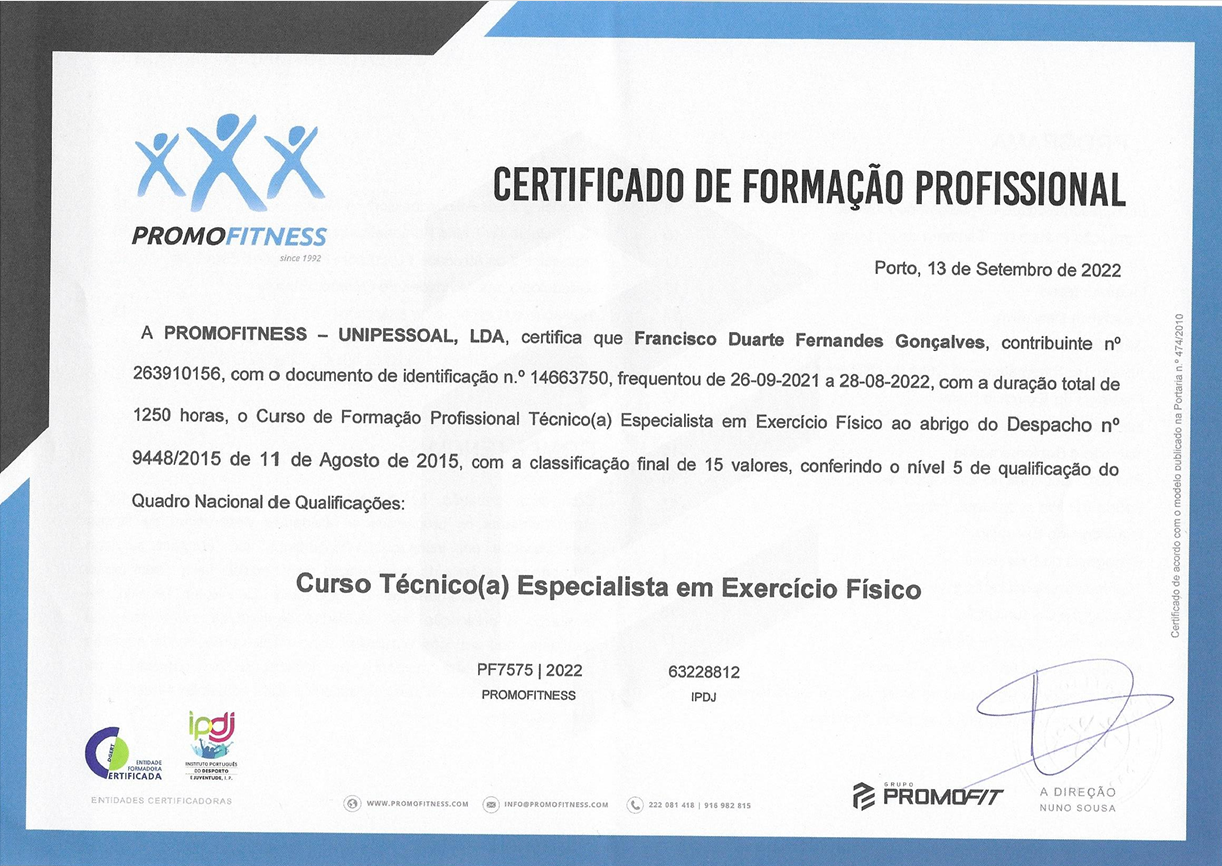 PROMOFITNESS
since 1992
CERTIFICADO DE FORMAÇÃO PROFISSIONAL
Porto, 13 de Setembro de 2022
A PROMOFITNESS – UNIPESSOAL, LDA, certifica que Francisco Duarte Fernandes Gonçalves, contribuinte nº
263910156, com o documento de identificação n.º 14663750, frequentou de 26-09-2021 a 28-08-2022, com a duração total de
1250 horas, o Curso de Formação Profissional Técnico(a) Especialista em Exercício Físico ao abrigo do Despacho nº
9448/2015 de 11 de Agosto de 2015, com a classificação final de 15 valores, conferindo o nível 5 de qualificação do
Quadro Nacional de Qualificações:
Curso Técnico(a) Especialista em Exercício Físico
PF7575 | 2022
PROMOFITNESS
63228812
IPDJ
Certificado de acordo com o modelo publicado na Portaria n.º 474/2010
DGERT
ENTIDADE
FORMADORA
CERTIFICADA
ipdj
INSTITUTO PORTUGUÊS
DO DESPORTO
E JUVENTUDE, I. P.
ENTIDADES CERTIFICADORAS
WWW.PROMOFITNESS.COM
INFO@PROMOFITNESS.COM
222 081 418 | 916 982 815
GRUPO
PROMOFIT
A DIREÇÃO
NUNO SOUSA